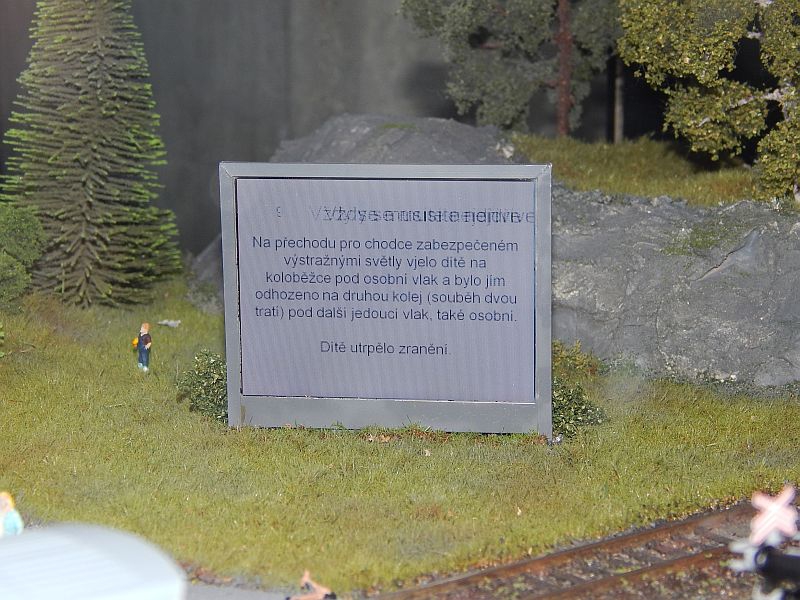 Na přechodu pro chodce zabezpečeném
výstražnými světly vjelo dítě na
koloběžce pod osobní vlak a bylo jím
odhozeno na druhou kolej (souběh dvou
tratí) pod další jedoucí vlak, také osobní.
Dítě utrpělo zranění.